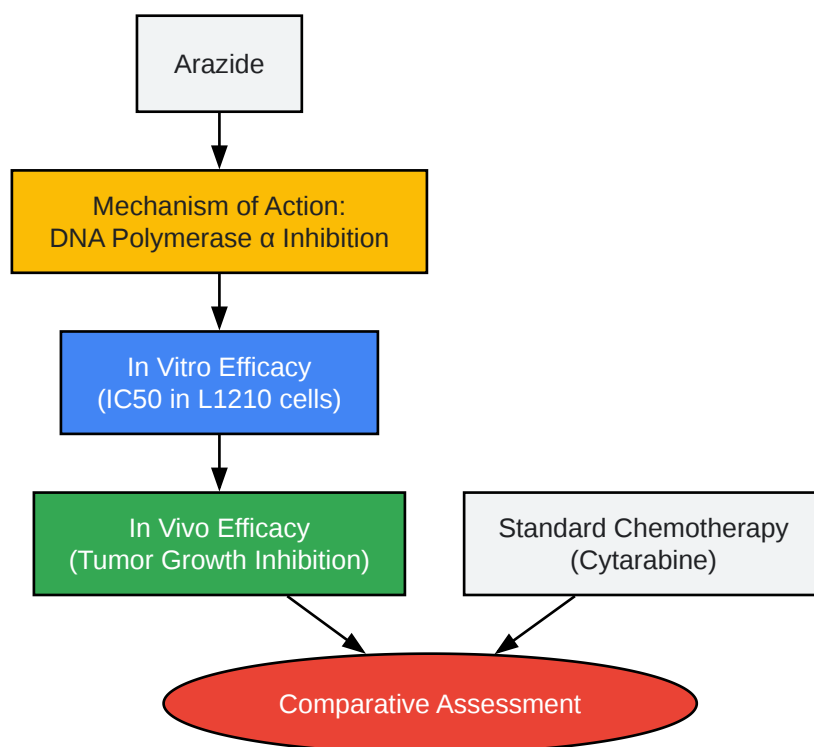 Arazide
Mechanism of Action:
DNA Polymerase α Inhibition
In Vitro Efficacy
(IC50 in L1210 cells)
In Vivo Efficacy
(Tumor Growth Inhibition)
Standard Chemotherapy
(Cytarabine)
Comparative Assessment